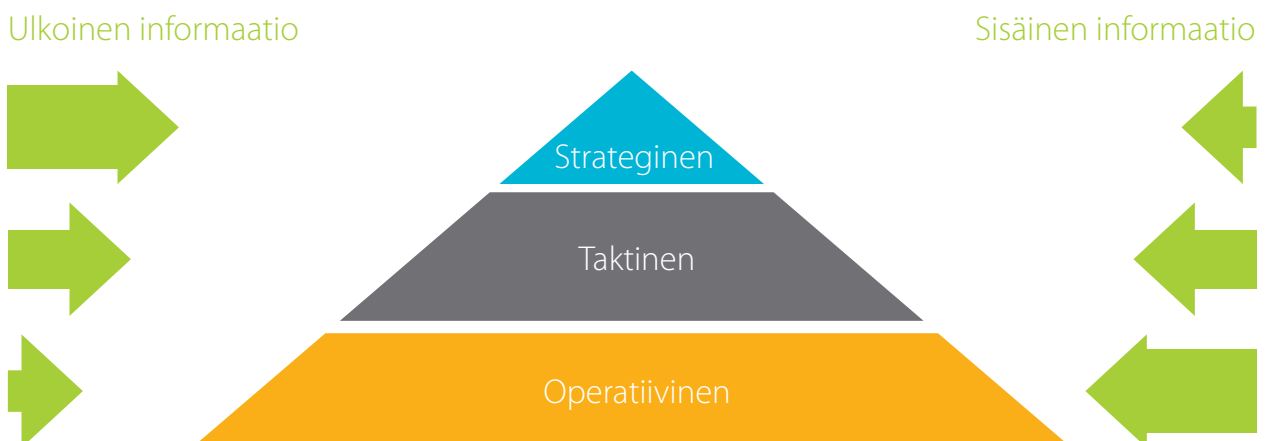 Ulkoinen informaatio
Sisäinen informaatio
Strateginen
Taktinen
Operatiivinen